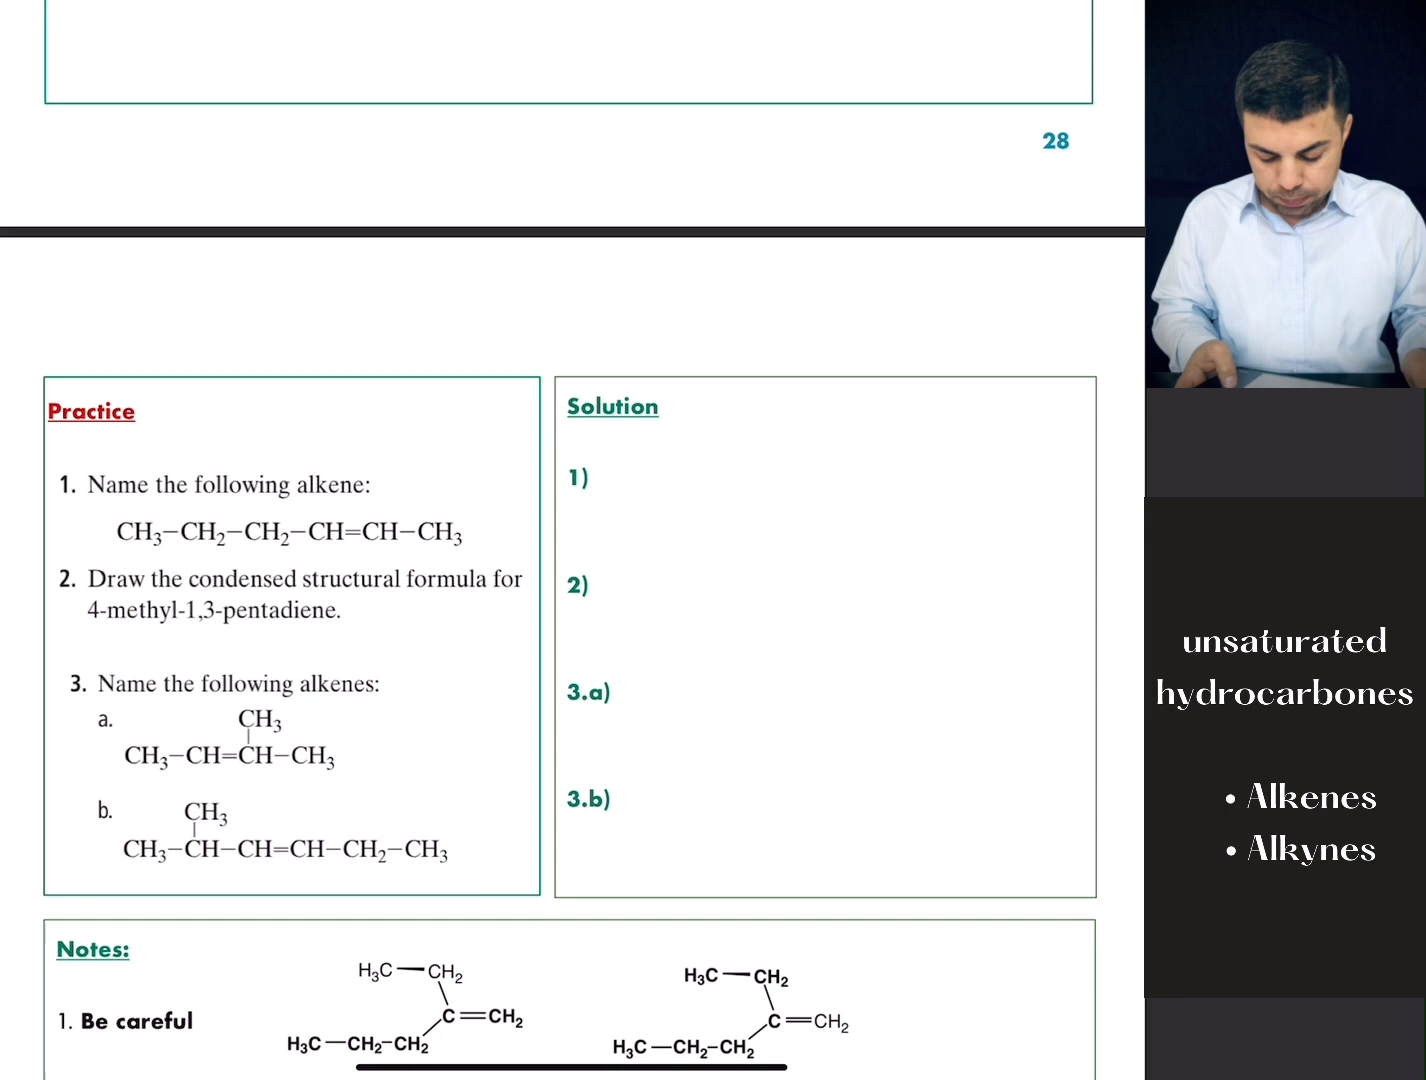 28
Practice
1. Name the following alkene:
CH₃−CH₂−CH₂−CH=CH−CH₃
2. Draw the condensed structural formula for
4-methyl-1,3-pentadiene.
3. Name the following alkenes:
a.
CH₃
CH₃−CH=CH−CH₃
b.
CH₃
CH₃−CH−CH=CH−CH₂−CH₃
Solution
1)
2)
3.a)
3.b)
Notes:
1. Be careful
H₃C—CH₂
C=CH₂
H₃C—CH₂-CH₂
H₃C—CH₂
C=CH₂
H₃C—CH₂-CH₂
unsaturated
hydrocarbones
• Alkenes
• Alkynes